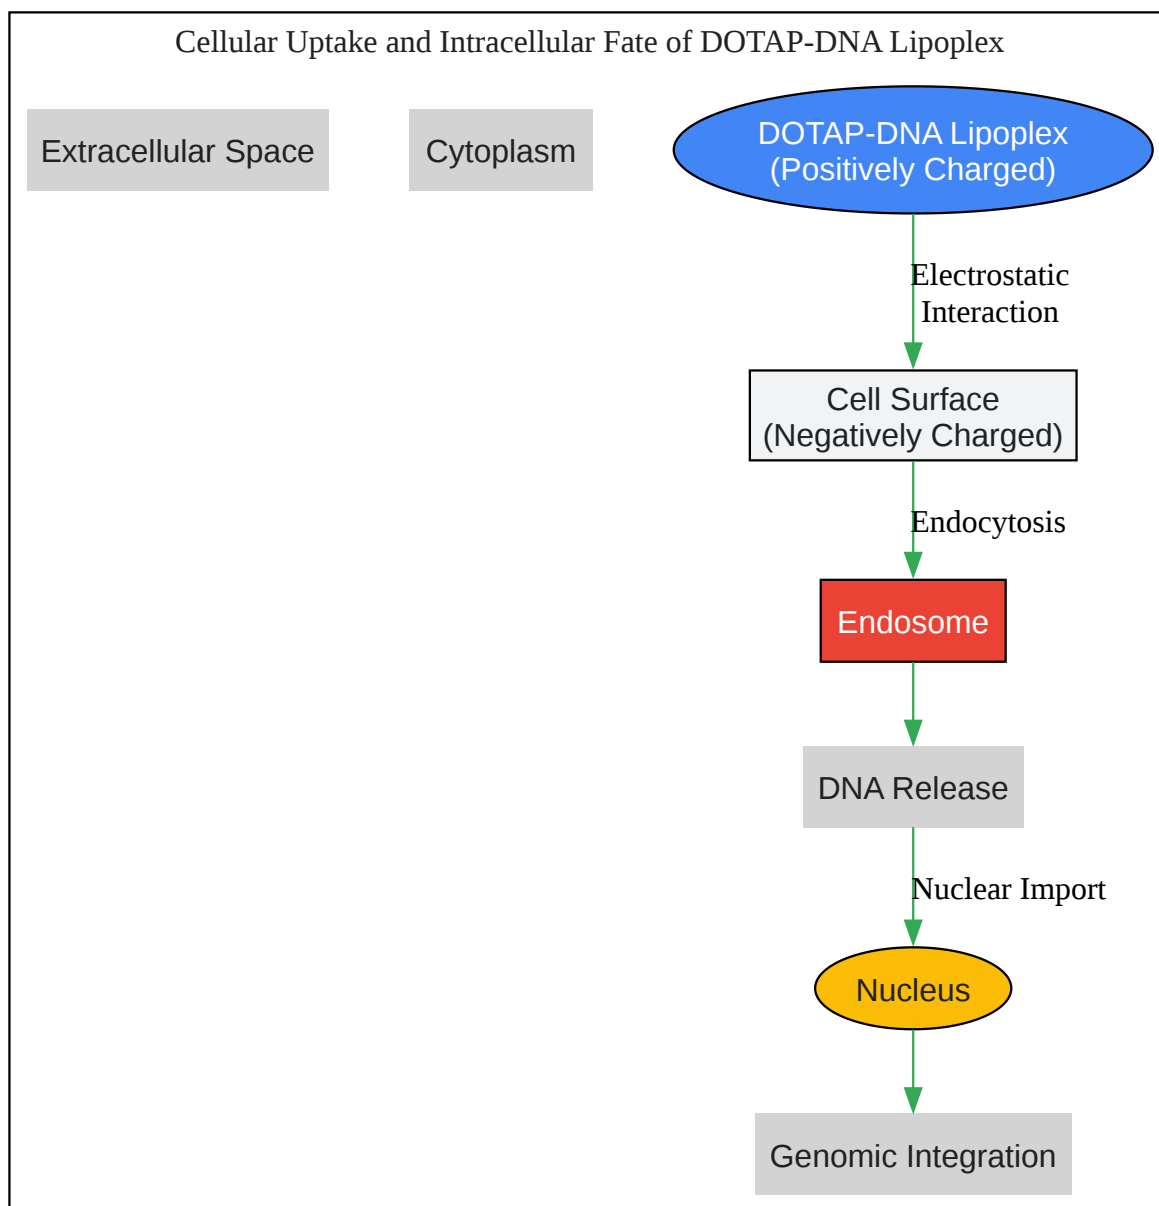 Cellular Uptake and Intracellular Fate of DOTAP-DNA Lipoplex
Extracellular Space
Cytoplasm
DOTAP-DNA Lipoplex
(Positively Charged)
Electrostatic
Interaction
Cell Surface
(Negatively Charged)
Endocytosis
Endosome
DNA Release
Nuclear Import
Nucleus
Genomic Integration